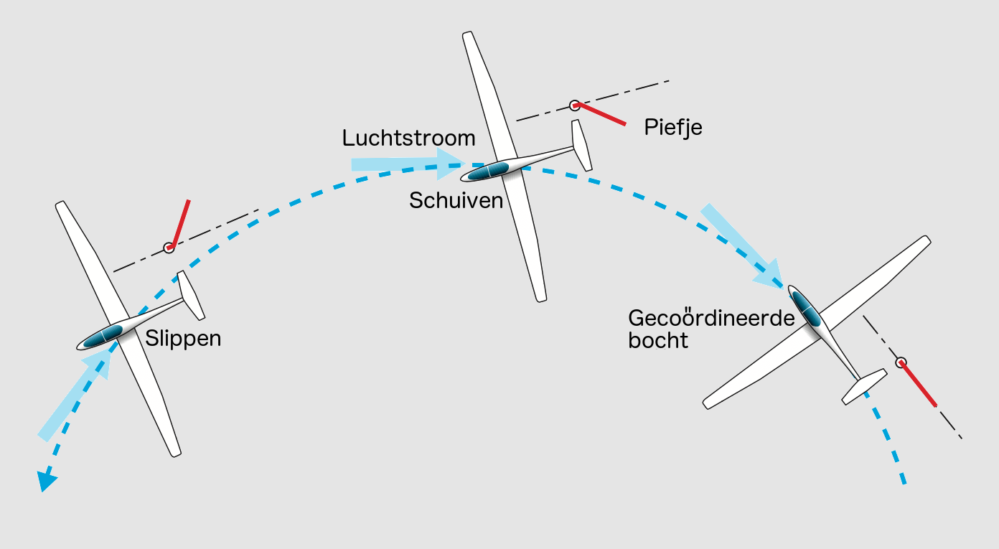 Luchtstroom
Piefje
Schuiven
Slippen
Gecoördineerde
bocht